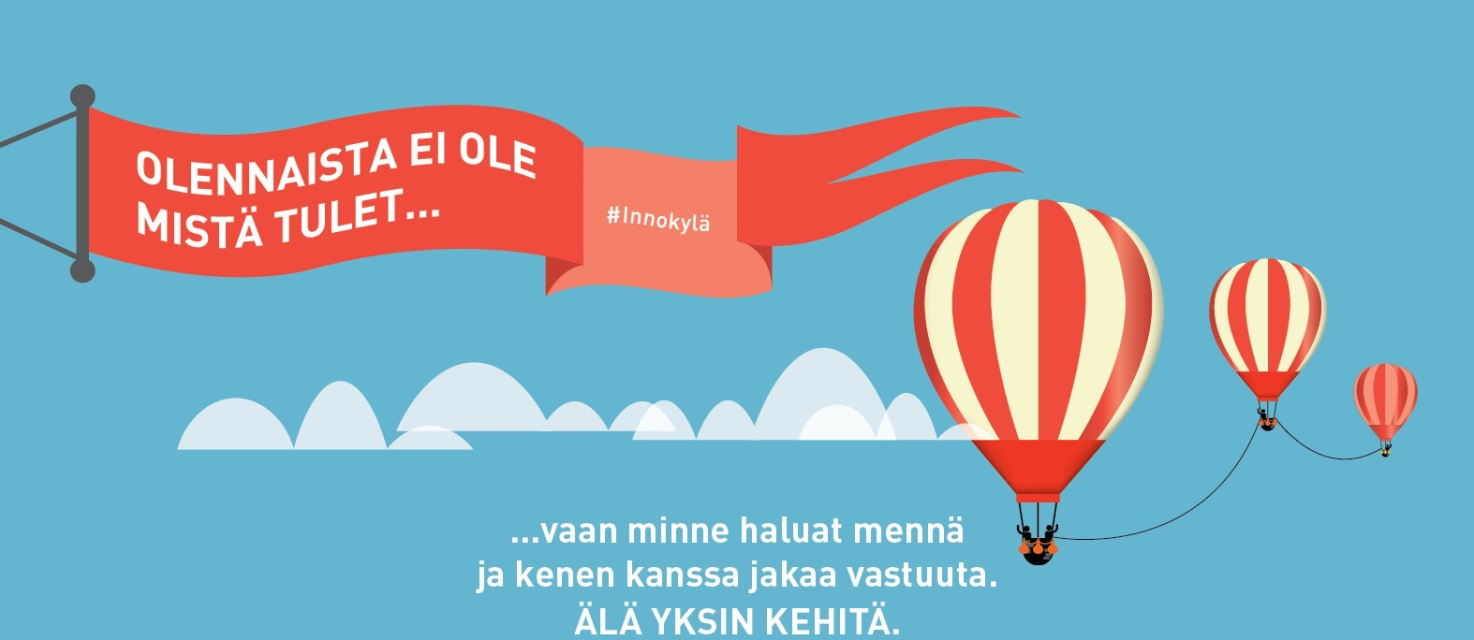 OLENNAISTA EI OLE
MISTÄ TULET...
#Innokylä
...vaan minne haluat mennä
ja kenen kanssa jakaa vastuuta.
ÄLÄ YKSIN KEHITÄ.